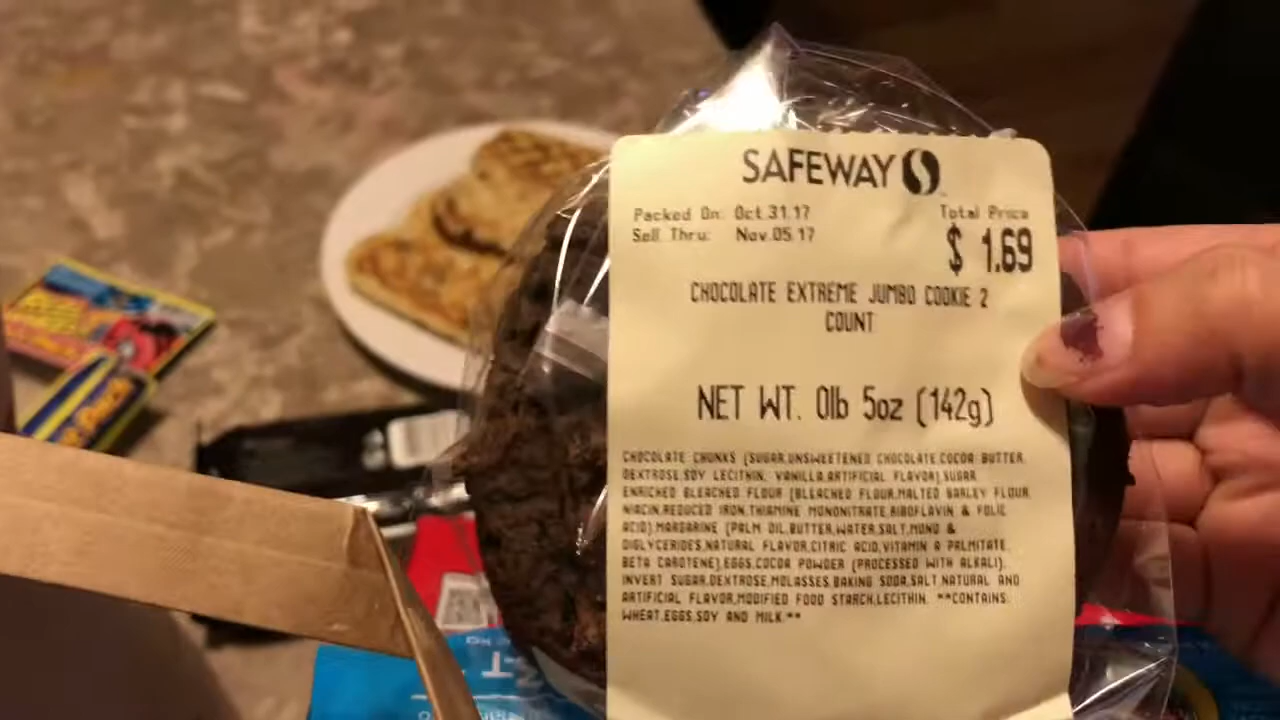 SAFEWAY
Packed On: Oct.31.17
Total Price
Sell Thru: Nov.05.17
$ 1.69
CHOCOLATE EXTREME JUMBO COOKIE 2
COUNT
NET WT. 0lb 5oz (142g)
CHOCOLATE CHUNKS (SUGAR,UNSWEETENED CHOCOLATE,COCOA BUTTER,
DEXTROSE,SOY LECITHIN, VANILLA,ARTIFICIAL FLAVOR),SUGAR,
ENRICHED BLEACHED FLOUR (BLEACHED FLOUR,MALTED BARLEY FLOUR,
NIACIN,REDUCED IRON,THIAMINE MONONITRATE,RIBOFLAVIN & FOLIC
ACID),MARGARINE (PALM OIL,BUTTER,WATER,SALT,MONO &
DIGLYCERIDES,NATURAL FLAVOR,CITRIC ACID,VITAMIN A PALMITATE,
BETA CAROTENE),EGGS,COCOA POWDER (PROCESSED WITH ALKALI),
INVERT SUGAR,DEXTROSE,MOLASSES,BAKING SODA,SALT,NATURAL AND
ARTIFICIAL FLAVOR,MODIFIED FOOD STARCH,LECITHIN. **CONTAINS:
WHEAT,EGGS,SOY AND MILK.**